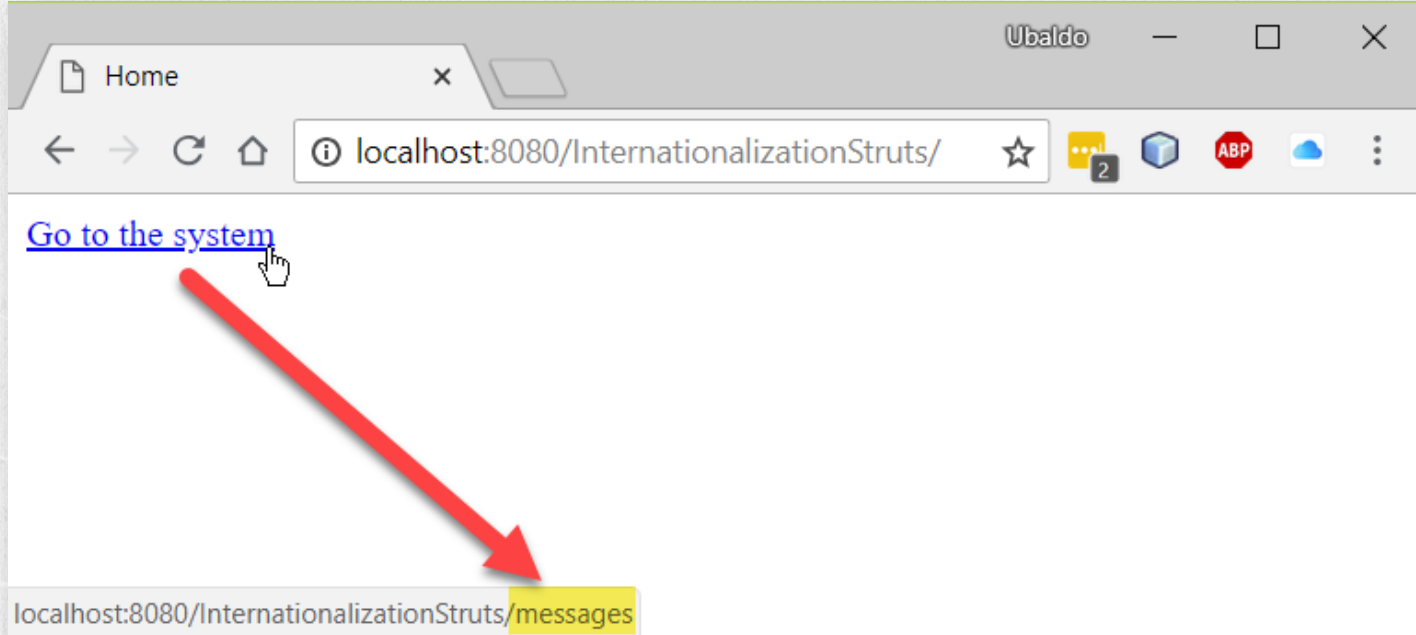 Ubaldo
Home
localhost:8080/InternationalizationStruts/
2
ABP
Go to the system
localhost:8080/InternationalizationStruts/messages